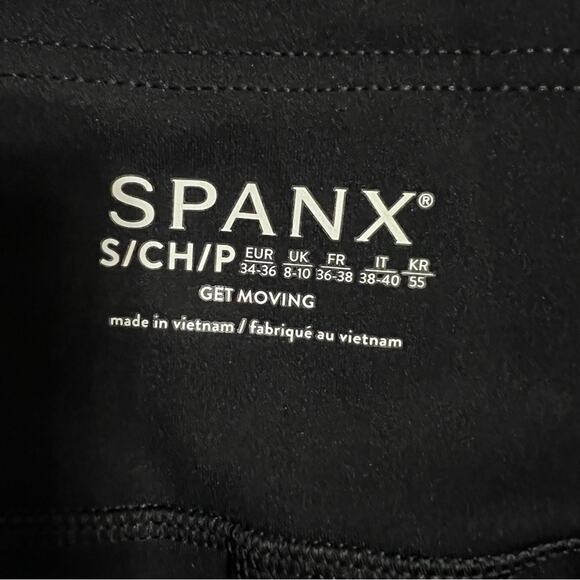 SPANX®
S/CH/P EUR 34-36 UK 8-10 FR 36-38 IT 38-40 KR 55
GET MOVING
made in vietnam / fabriqué au vietnam